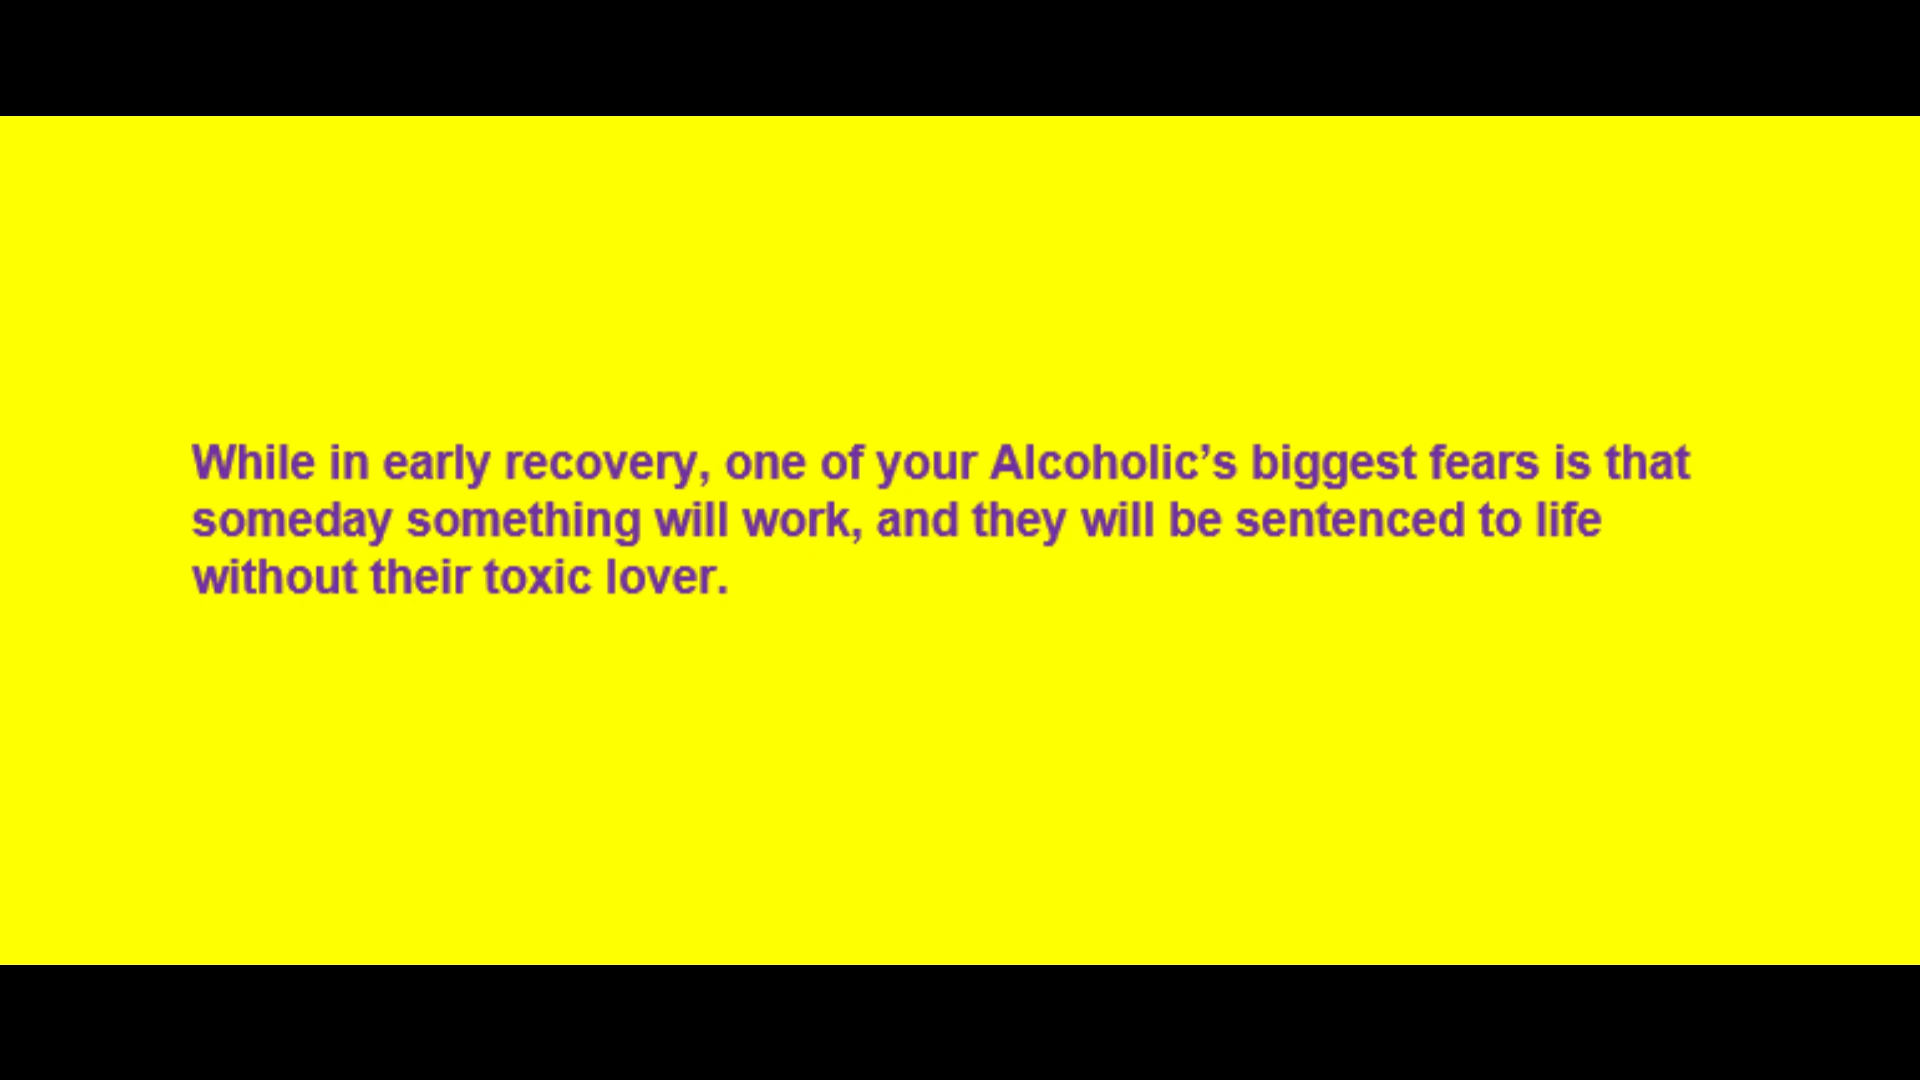 While in early recovery, one of your Alcoholic’s biggest fears is that
someday something will work, and they will be sentenced to life
without their toxic lover.